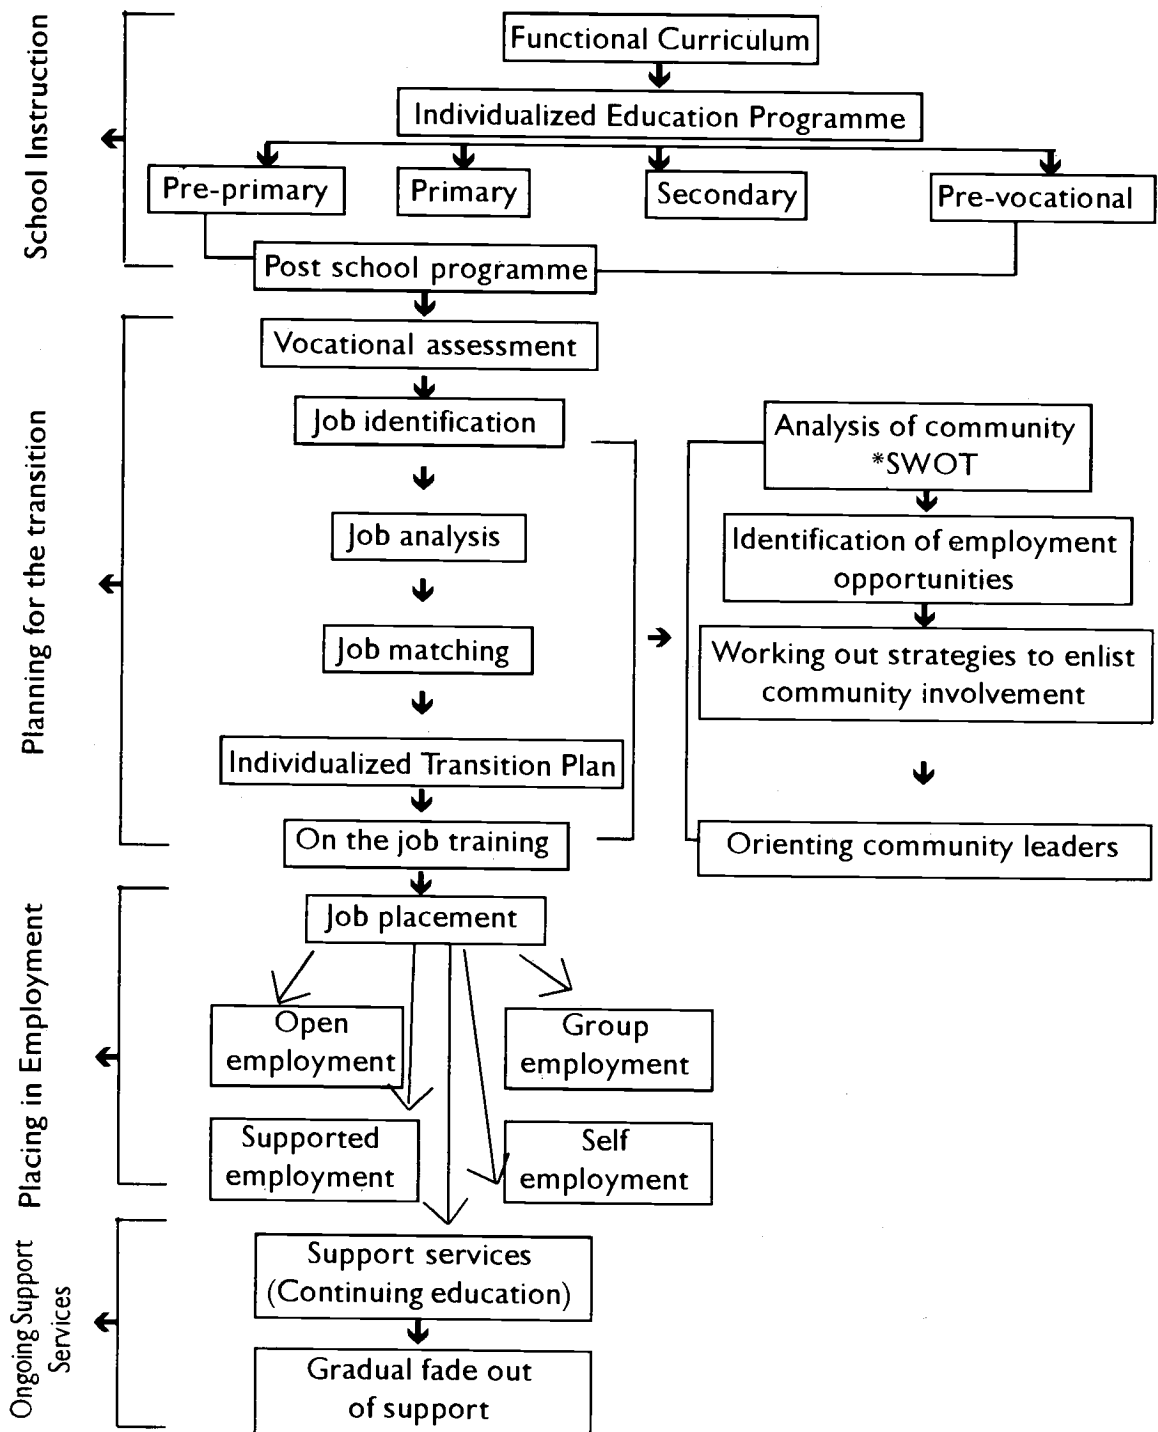 School Instruction
Functional Curriculum
Individualized Education Programme
Pre-primary
Primary
Secondary
Pre-vocational
Post school programme
Planning for the transition
Vocational assessment
Job identification
Job analysis
Job matching
Individualized Transition Plan
On the job training
Analysis of community
*SWOT
Identification of employment
opportunities
Working out strategies to enlist
community involvement
Orienting community leaders
Placing in Employment
Job placement
Open
employment
Group
employment
Supported
employment
Self
employment
Ongoing Support
Services
Support services
(Continuing education)
Gradual fade out
of support